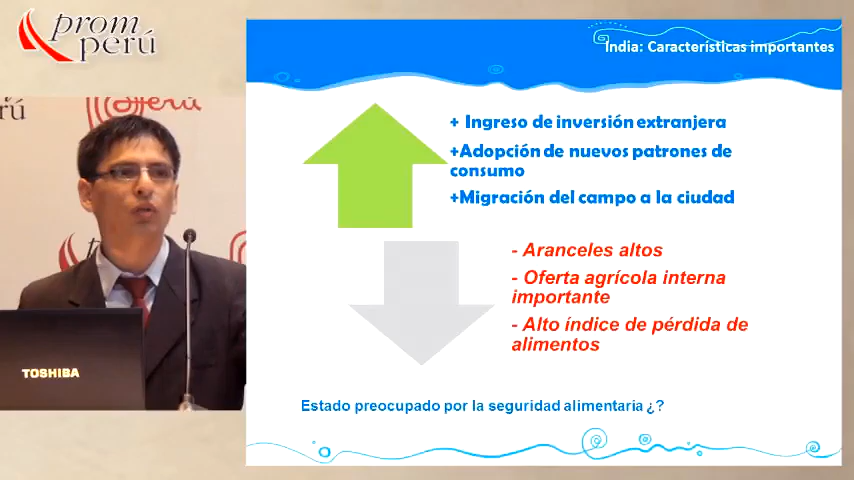 prom
perú
India: Características importantes
+ Ingreso de inversión extranjera
+Adopción de nuevos patrones de
consumo
+Migración del campo a la ciudad
- Aranceles altos
- Oferta agrícola interna
importante
- Alto índice de pérdida de
alimentos
Estado preocupado por la seguridad alimentaria ¿?
Perú
rú
p
TOSHIBA